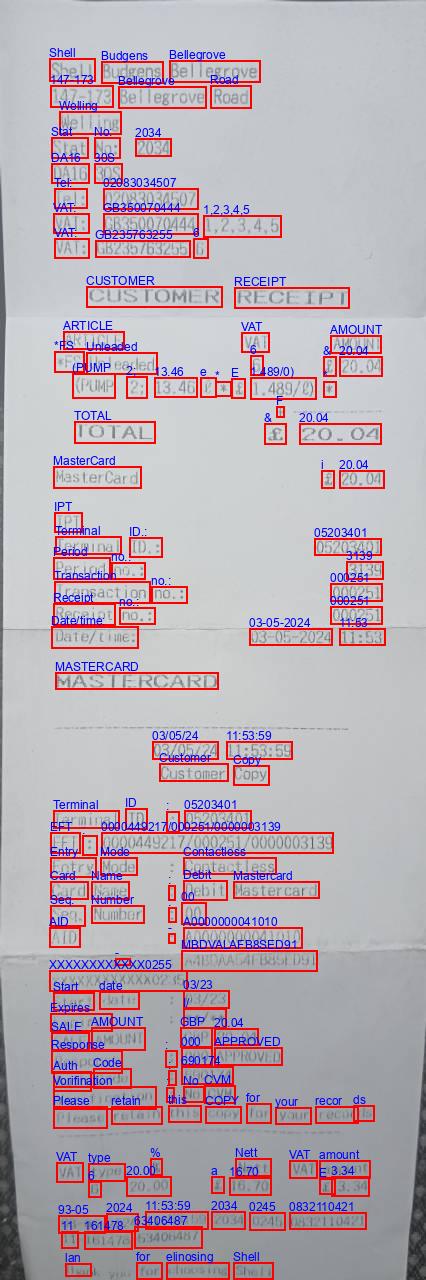 Shell Budgens Bellegrove
147-173 Bellegrove Road
Welling
Stat No: 2034
DA16 30S
Tel: 02083034507
VAT: GB350070444 1,2,3,4,5
VAT: GB235763255 6
CUSTOMER RECEIPT
ARTICLE VAT AMOUNT
*FS Unleaded 6 £ 20.04
(PUMP 2; 13.46 ℓ * £ 1.489/ℓ) *
TOTAL £ 20.04
MasterCard £ 20.04
IPT
Terminal ID.: 05203401
Period no.: 3139
Transaction no.: 000251
Receipt no.: 000251
Date/time: 03-05-2024 11:53
MASTERCARD
03/05/24 11:53:59
Customer Copy
Terminal ID : 05203401
EFT : 0000449217/000251/0000003139
Entry Mode : Contactless
Card Name : Debit Mastercard
Seq. Number : 00
AID : A0000000041010
Start date : 03/23
Expires
SALE AMOUNT GBP 20.04
Response : 000 APPROVED
Auth Code : 690174
Verification : No CVM
Please retain this COPY for your records
VAT type % Nett VAT amount
6 20.00 £ 16.70 £ 3.34
2024 11:53:59 2034 0245 0832110421
11 161478 63406487
Thank you for choosing Shell